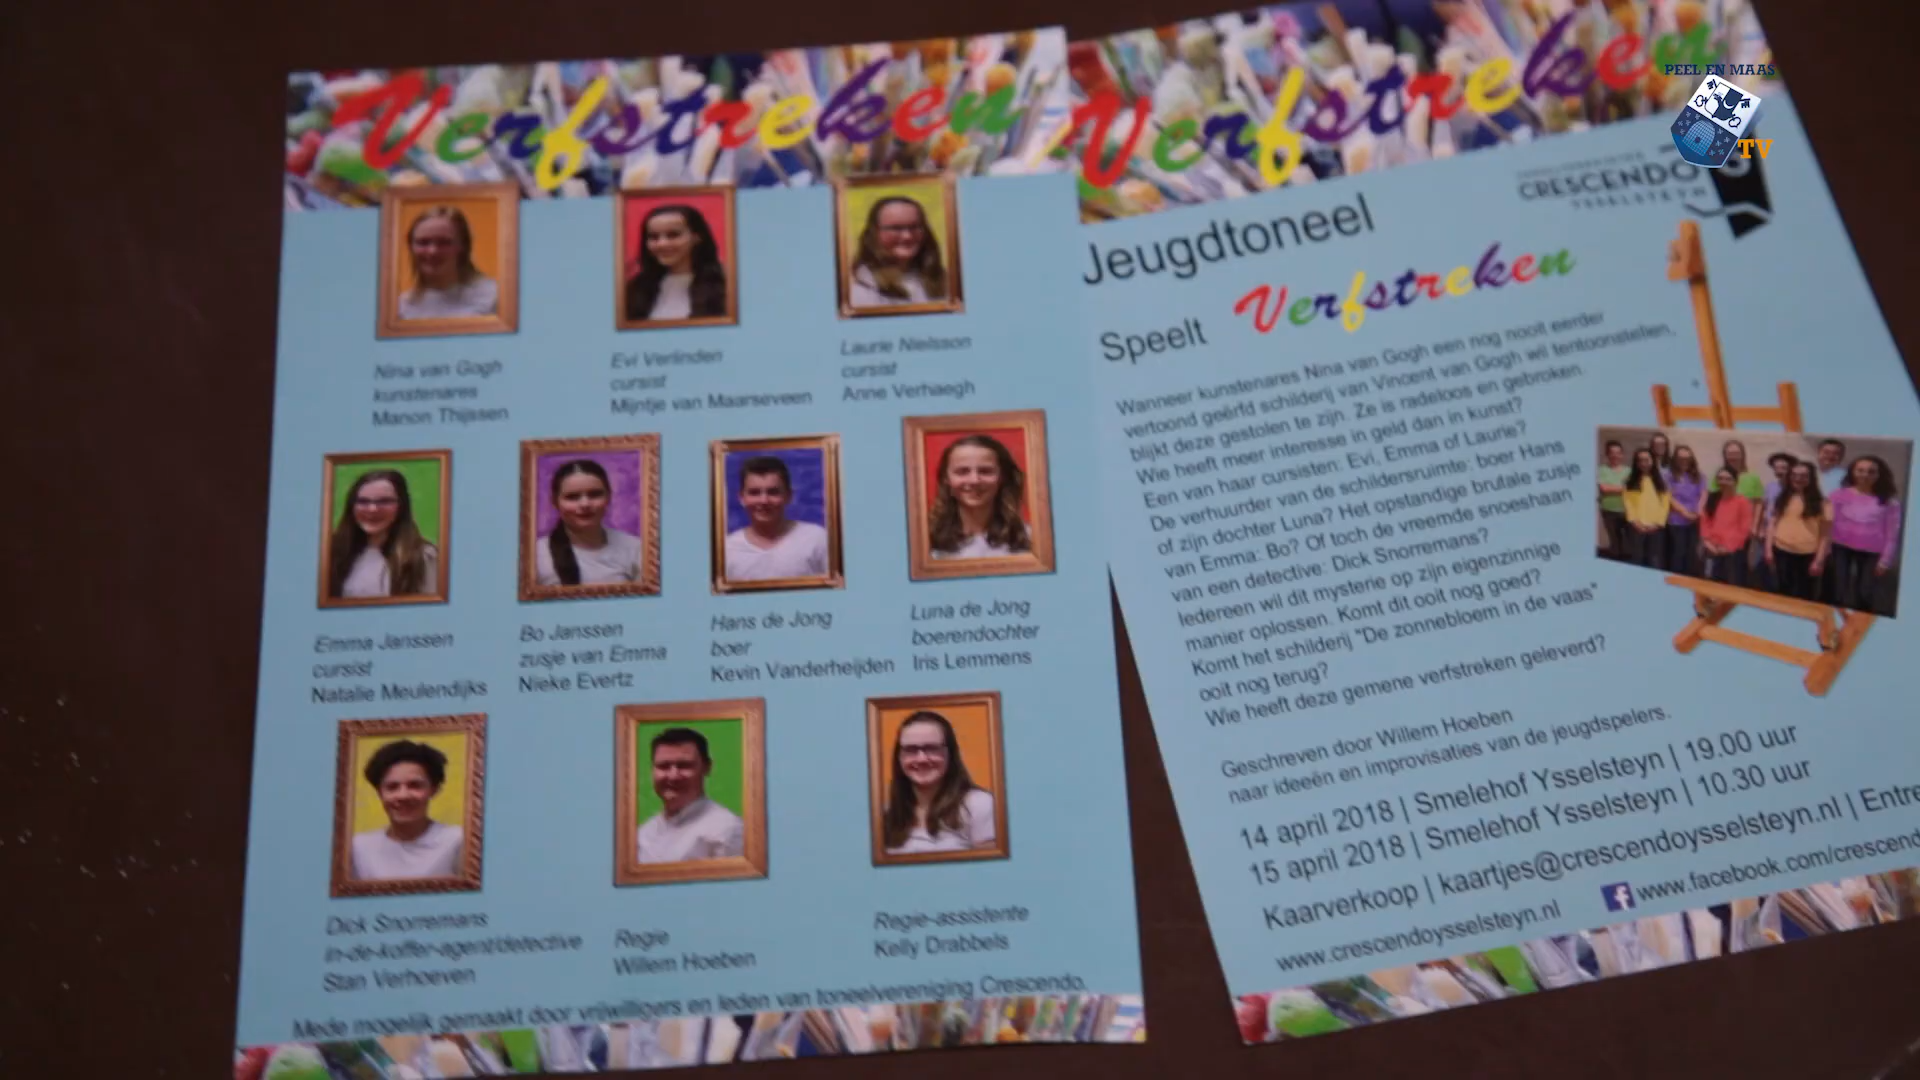 Verfstreken
Nina van Gogh
kunstenares
Manon Thijssen
Evi Verlinden
cursist
Mijntje van Maarseveen
Laurie Nielsson
cursist
Anne Verhaegh
Emma Janssen
cursist
Natalie Meulendijks
Bo Janssen
zusje van Emma
Nieke Evertz
Hans de Jong
boer
Kevin Vanderheijden
Luna de Jong
boerendochter
Iris Lemmens
Dick Snorremans
in-de-koffer-agent/detective
Stan Verhoeven
Regie
Willem Hoeben
Regie-assistente
Kelly Drabbels
Mede mogelijk gemaakt door vrijwilligers en leden van toneelvereniging Crescendo.
Verfstreken
PEEL EN MAAS
TV
CRESCENDO
YSSELSTEYN
Jeugdtoneel
Speelt Verfstreken
Wanneer kunstenares Nina van Gogh een nog nooit eerder
vertoond geërfd schilderij van Vincent van Gogh wil tentoonstellen,
blijkt deze gestolen te zijn. Ze is radeloos en gebroken.
Wie heeft meer interesse in geld dan in kunst?
Een van haar cursisten: Evi, Emma of Laurie?
De verhuurder van de schildersruimte: boer Hans
of zijn dochter Luna? Het opstandige brutale zusje
van Emma: Bo? Of toch de vreemde snoeshaan
van een detective: Dick Snorremans?
Iedereen wil dit mysterie op zijn eigenzinnige
manier oplossen. Komt dit ooit nog goed?
Komt het schilderij "De zonnebloem in de vaas"
ooit nog terug?
Wie heeft deze gemene verfstreken geleverd?
Geschreven door Willem Hoeben
naar ideeën en improvisaties van de jeugdspelers.
14 april 2018 | Smelehof Ysselsteyn | 19.00 uur
15 april 2018 | Smelehof Ysselsteyn | 10.30 uur
Kaarverkoop | kaartjes@crescendoysselsteyn.nl | Entre
www.crescendoysselsteyn.nl f www.facebook.com/crescend